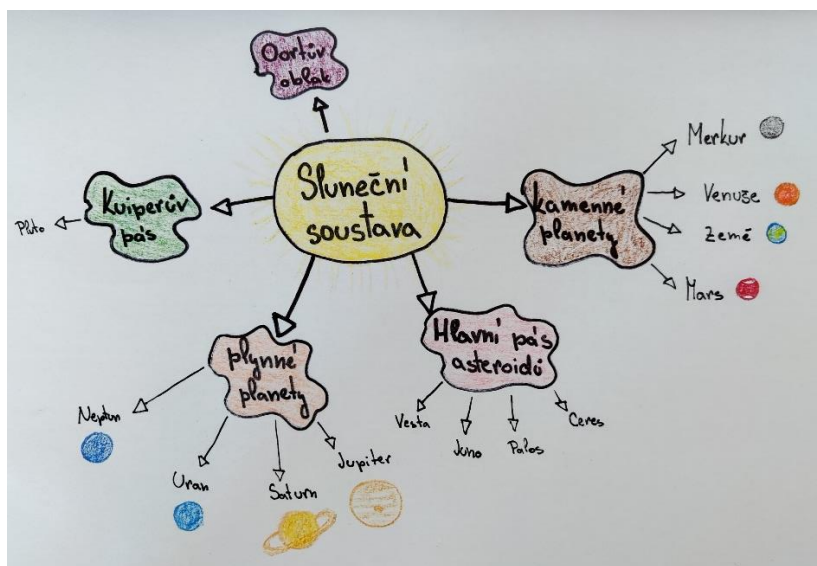 Oortův
oblak
Sluneční
soustava
Kuiperův
pás
Pluto
kamenné
planety
Merkur
Venuše
Země
Mars
Hlavní pás
asteroidů
Vesta
Juno
Palos
Ceres
plynné
planety
Neptun
Uran
Saturn
Jupiter